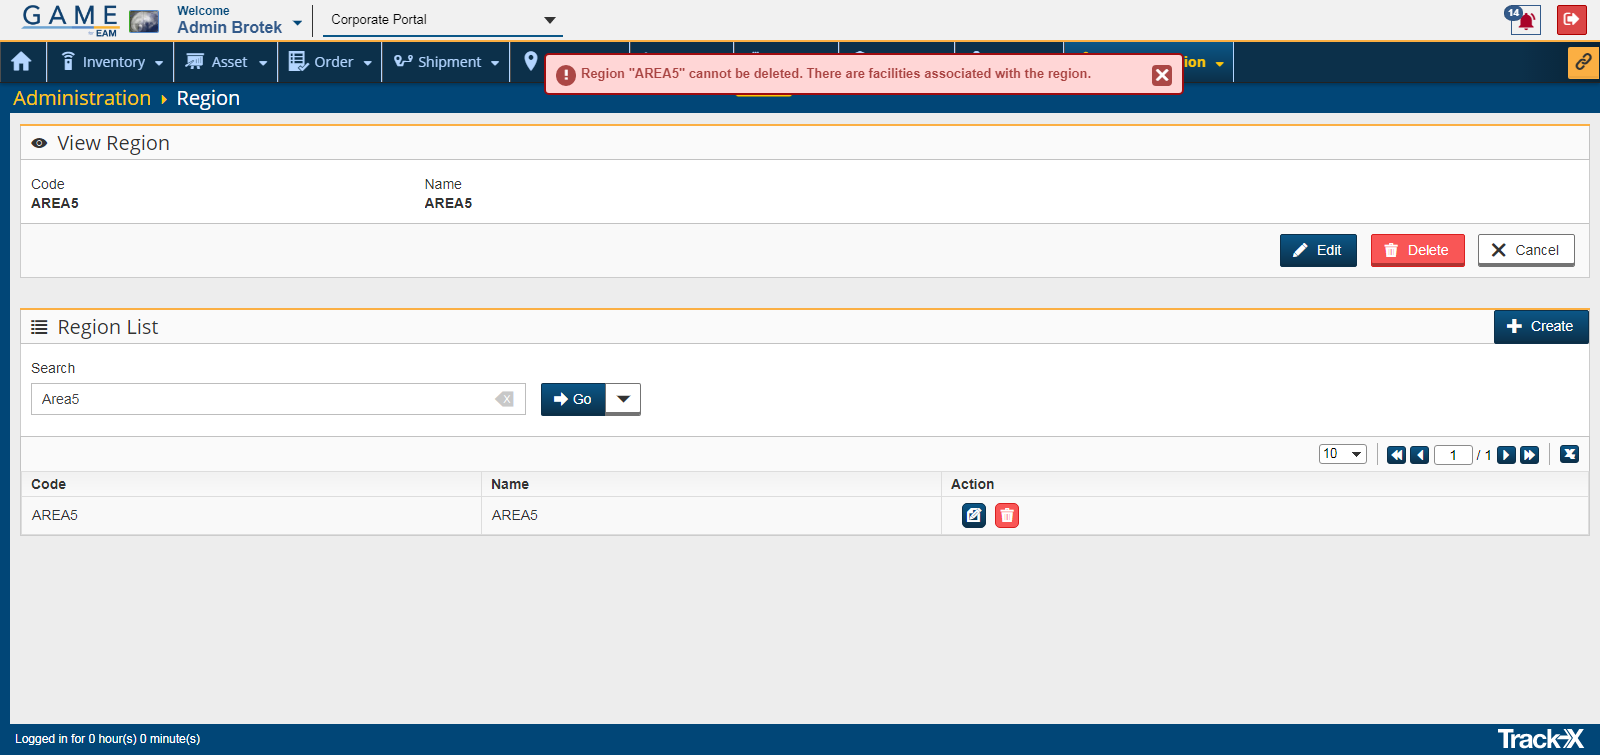 GAME
by EAM
Welcome
Admin Brotek
Corporate Portal
14
Inventory
Asset
Order
Shipment
ion
Region "AREA5" cannot be deleted. There are facilities associated with the region.
Administration Region
View Region
Code
Name
AREA5
AREA5
Edit
Delete
Cancel
Region List
Create
Search
Area5
Go
10
1 / 1
Code Name Action
AREA5 AREA5
Logged in for 0 hour(s) 0 minute(s)
Track-X